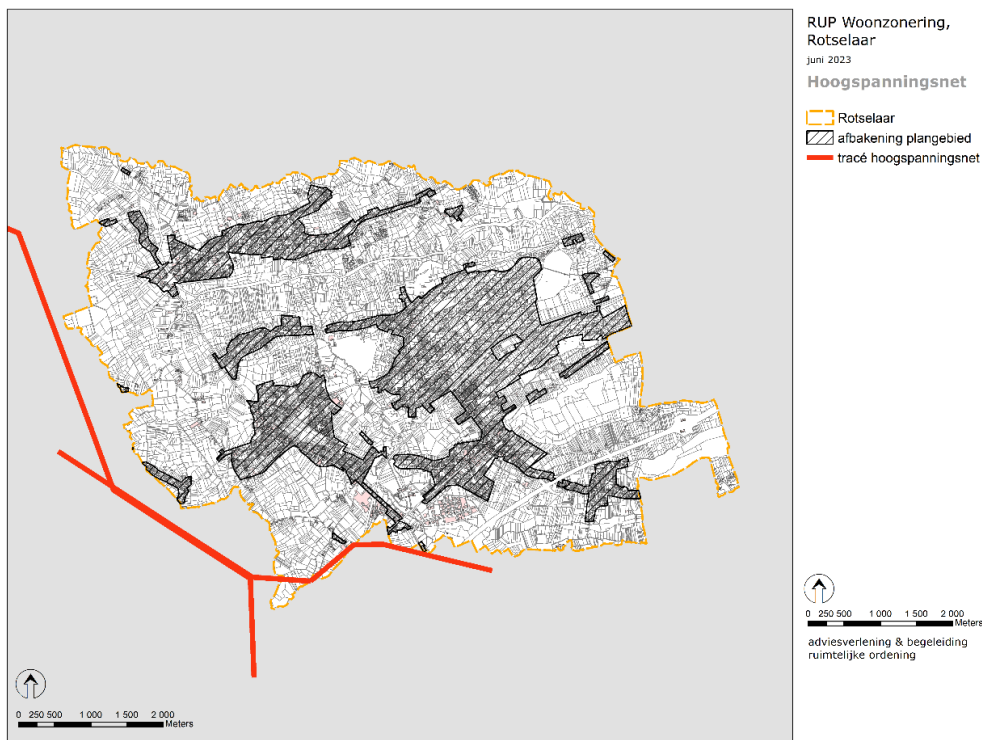 RUP Woonzonering,
Rotselaar
juni 2023
Hoogspanningsnet
Rotselaar
afbakening plangebied
tracé hoogspanningsnet
0 250 500 1 000 1 500 2 000
Meters
adviesverlening & begeleiding
ruimtelijke ordening
0 250 500 1 000 1 500 2 000
Meters